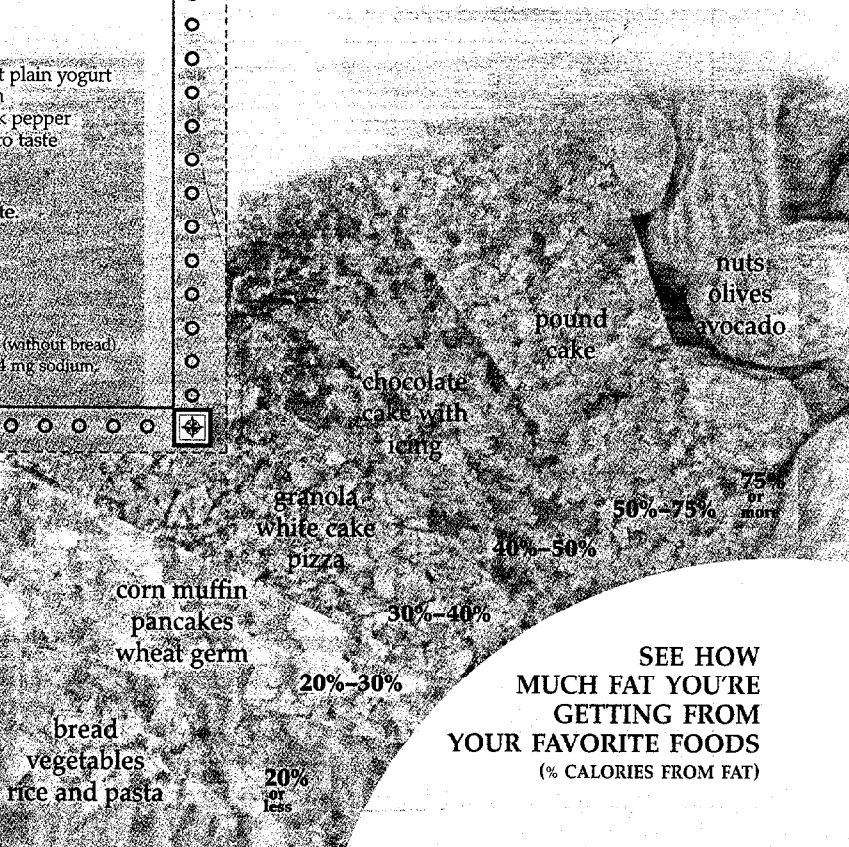 t plain yogurt
k pepper
to taste
te.
(without bread)
4 mg sodium,
nuts
olives
avocado
pound
cake
chocolate
cake with
icing
granola
white cake
pizza
corn muffin
pancakes
wheat germ
bread
vegetables
rice and pasta
75%
or
more
50%–75%
40%–50%
30%–40%
20%–30%
20%
or
less
SEE HOW
MUCH FAT YOU'RE
GETTING FROM
YOUR FAVORITE FOODS
(% CALORIES FROM FAT)